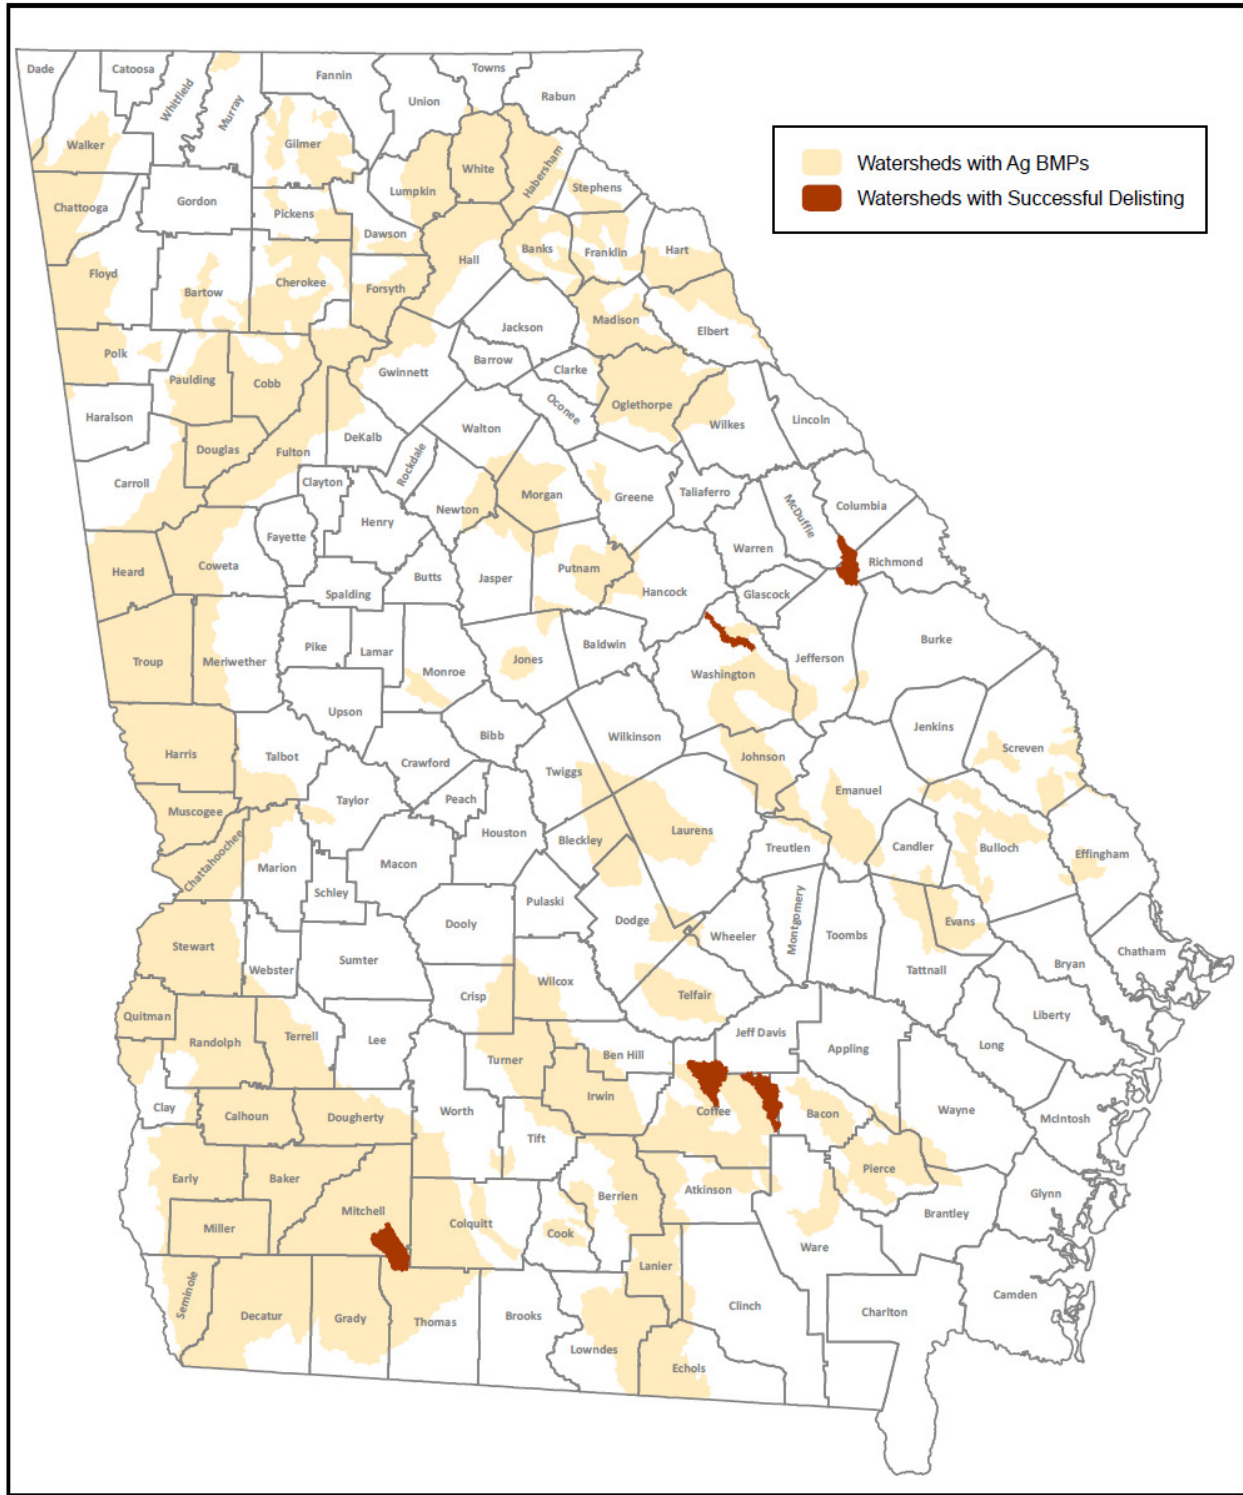 Dade
Catoosa
Whitfield
Murray
Fannin
Union
Towns
Rabun
Walker
Gilmer
White
Habersham
Lumpkin
Stephens
Watersheds with Ag BMPs
Watersheds with Successful Delisting
Chattooga
Gordon
Pickens
Dawson
Hall
Banks
Franklin
Hart
Floyd
Bartow
Cherokee
Forsyth
Madison
Elbert
Jackson
Polk
Paulding
Cobb
Gwinnett
Barrow
Clarke
Oconee
Oglethorpe
Wilkes
Lincoln
Haralson
Douglas
Fulton
DeKalb
Rockdale
Walton
Carroll
Clayton
Henry
Newton
Morgan
Greene
Taliaferro
McDuffie
Columbia
Fayette
Warren
Richmond
Heard
Coweta
Spalding
Butts
Jasper
Putnam
Hancock
Glascock
Troup
Meriwether
Pike
Lamar
Monroe
Jones
Baldwin
Washington
Jefferson
Burke
Upson
Bibb
Wilkinson
Jenkins
Screven
Harris
Talbot
Crawford
Twiggs
Johnson
Emanuel
Muscogee
Taylor
Peach
Houston
Bleckley
Laurens
Treutlen
Candler
Bulloch
Effingham
Chattahoochee
Marion
Macon
Schley
Pulaski
Dooly
Dodge
Wheeler
Montgomery
Toombs
Evans
Stewart
Webster
Sumter
Tattnall
Bryan
Chatham
Crisp
Wilcox
Telfair
Quitman
Randolph
Terrell
Lee
Turner
Ben Hill
Jeff Davis
Appling
Long
Liberty
Clay
Calhoun
Dougherty
Worth
Irwin
Coffee
Bacon
Wayne
McIntosh
Tift
Early
Baker
Mitchell
Berrien
Atkinson
Pierce
Miller
Colquitt
Cook
Ware
Brantley
Glynn
Seminole
Decatur
Grady
Thomas
Brooks
Lanier
Clinch
Charlton
Camden
Lowndes
Echols